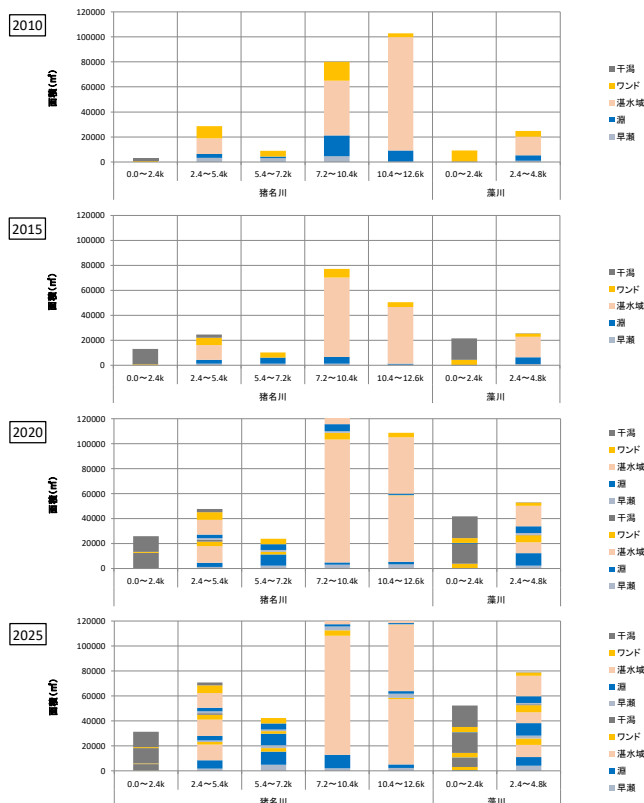 2010
面積(㎡)
120000
100000
80000
60000
40000
20000
0
0.0～2.4k
2.4～5.4k
5.4～7.2k
7.2～10.4k
10.4～12.6k
0.0～2.4k
2.4～4.8k
猪名川
藻川
干潟
ワンド
湛水域
淵
早瀬
2015
面積(㎡)
120000
100000
80000
60000
40000
20000
0
0.0～2.4k
2.4～5.4k
5.4～7.2k
7.2～10.4k
10.4～12.6k
0.0～2.4k
2.4～4.8k
猪名川
藻川
干潟
ワンド
湛水域
淵
早瀬
2020
面積(㎡)
120000
100000
80000
60000
40000
20000
0
0.0～2.4k
2.4～5.4k
5.4～7.2k
7.2～10.4k
10.4～12.6k
0.0～2.4k
2.4～4.8k
猪名川
藻川
干潟
ワンド
湛水域
淵
早瀬
干潟
ワンド
湛水域
淵
早瀬
2025
面積(㎡)
120000
100000
80000
60000
40000
20000
0
0.0～2.4k
2.4～5.4k
5.4～7.2k
7.2～10.4k
10.4～12.6k
0.0～2.4k
2.4～4.8k
猪名川
藻川
干潟
ワンド
湛水域
淵
早瀬
干潟
ワンド
湛水域
淵
早瀬